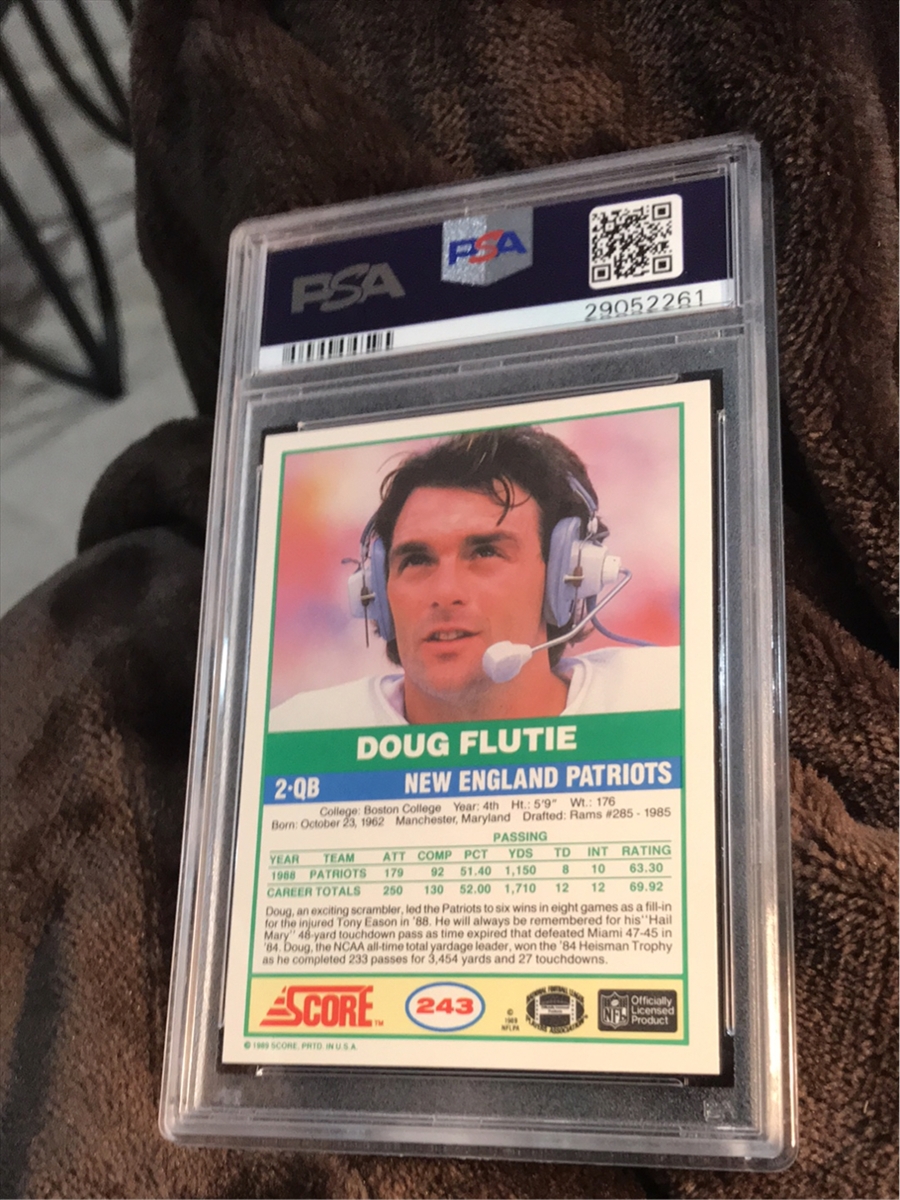 PSA
PSA
29052261
DOUG FLUTIE
2·QB NEW ENGLAND PATRIOTS
College: Boston College Year: 4th Ht.: 5'9" Wt.: 176
Born: October 23, 1962 Manchester, Maryland Drafted: Rams #285 - 1985
PASSING
YEAR TEAM ATT COMP PCT YDS TD INT RATING
1988 PATRIOTS 179 92 51.40 1,150 8 10 63.30
CAREER TOTALS 250 130 52.00 1,710 12 12 69.92
Doug, an exciting scrambler, led the Patriots to six wins in eight games as a fill-in
for the injured Tony Eason in '88. He will always be remembered for his "Hail
Mary" 48-yard touchdown pass as time expired that defeated Miami 47-45 in
'84. Doug, the NCAA all-time total yardage leader, won the '84 Heisman Trophy
as he completed 233 passes for 3,454 yards and 27 touchdowns.
SCORE™ 243
© 1989 NFLPA
NFL Officially Licensed Product
© 1989 SCORE, PRTD. IN U.S.A.